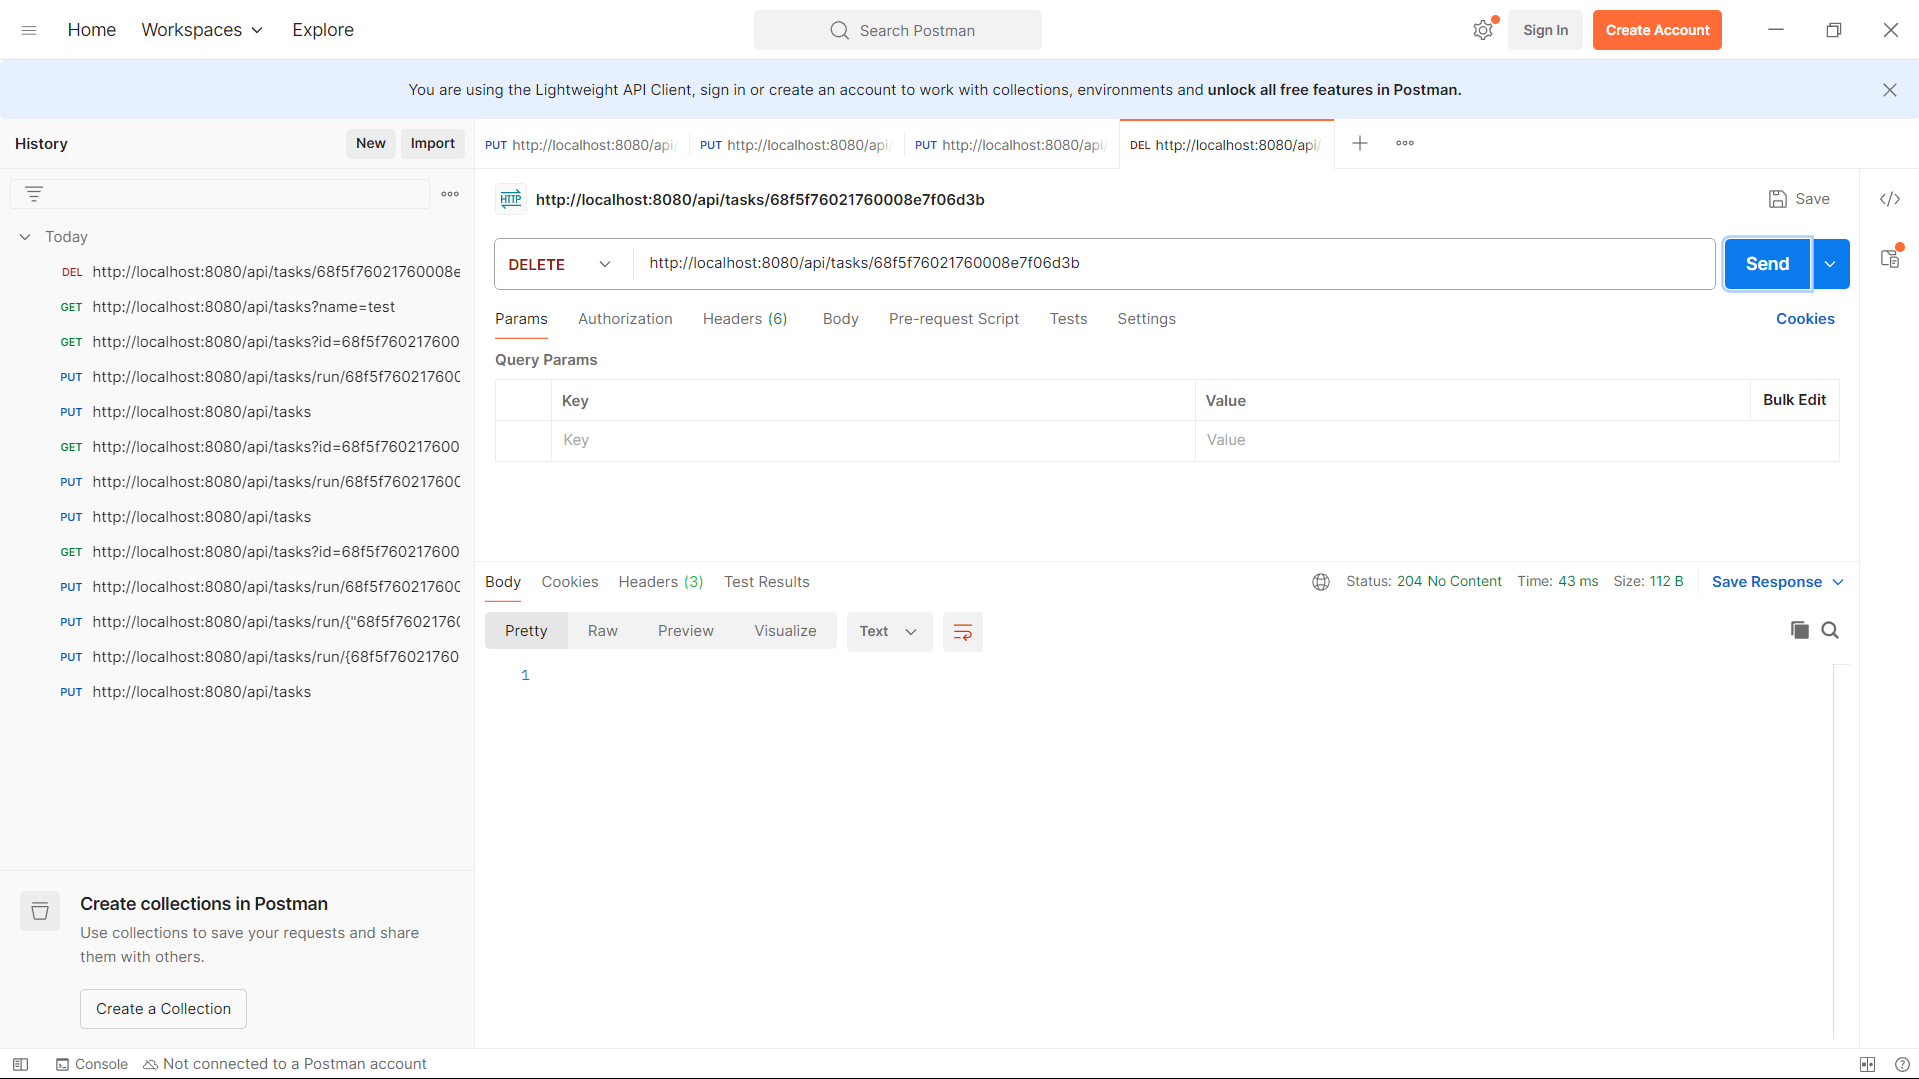 Home Workspaces Explore Search Postman Sign In Create Account
You are using the Lightweight API Client, sign in or create an account to work with collections, environments and unlock all free features in Postman.
History New Import
PUT http://localhost:8080/api/ PUT http://localhost:8080/api/ PUT http://localhost:8080/api/ DEL http://localhost:8080/api/
Today
DEL http://localhost:8080/api/tasks/68f5f76021760008e
GET http://localhost:8080/api/tasks?name=test
GET http://localhost:8080/api/tasks?id=68f5f760217600
PUT http://localhost:8080/api/tasks/run/68f5f760217600
PUT http://localhost:8080/api/tasks
GET http://localhost:8080/api/tasks?id=68f5f760217600
PUT http://localhost:8080/api/tasks/run/68f5f760217600
PUT http://localhost:8080/api/tasks
GET http://localhost:8080/api/tasks?id=68f5f760217600
PUT http://localhost:8080/api/tasks/run/68f5f760217600
PUT http://localhost:8080/api/tasks/run/{"68f5f760217600
PUT http://localhost:8080/api/tasks/run/{68f5f76021760
PUT http://localhost:8080/api/tasks
Create collections in Postman
Use collections to save your requests and share
them with others.
Create a Collection
HTTP http://localhost:8080/api/tasks/68f5f76021760008e7f06d3b Save
DELETE http://localhost:8080/api/tasks/68f5f76021760008e7f06d3b Send
Params Authorization Headers (6) Body Pre-request Script Tests Settings Cookies
Query Params
Key Value Bulk Edit
Key Value
Body Cookies Headers (3) Test Results Status: 204 No Content Time: 43 ms Size: 112 B Save Response
Pretty Raw Preview Visualize Text
1
Console Not connected to a Postman account